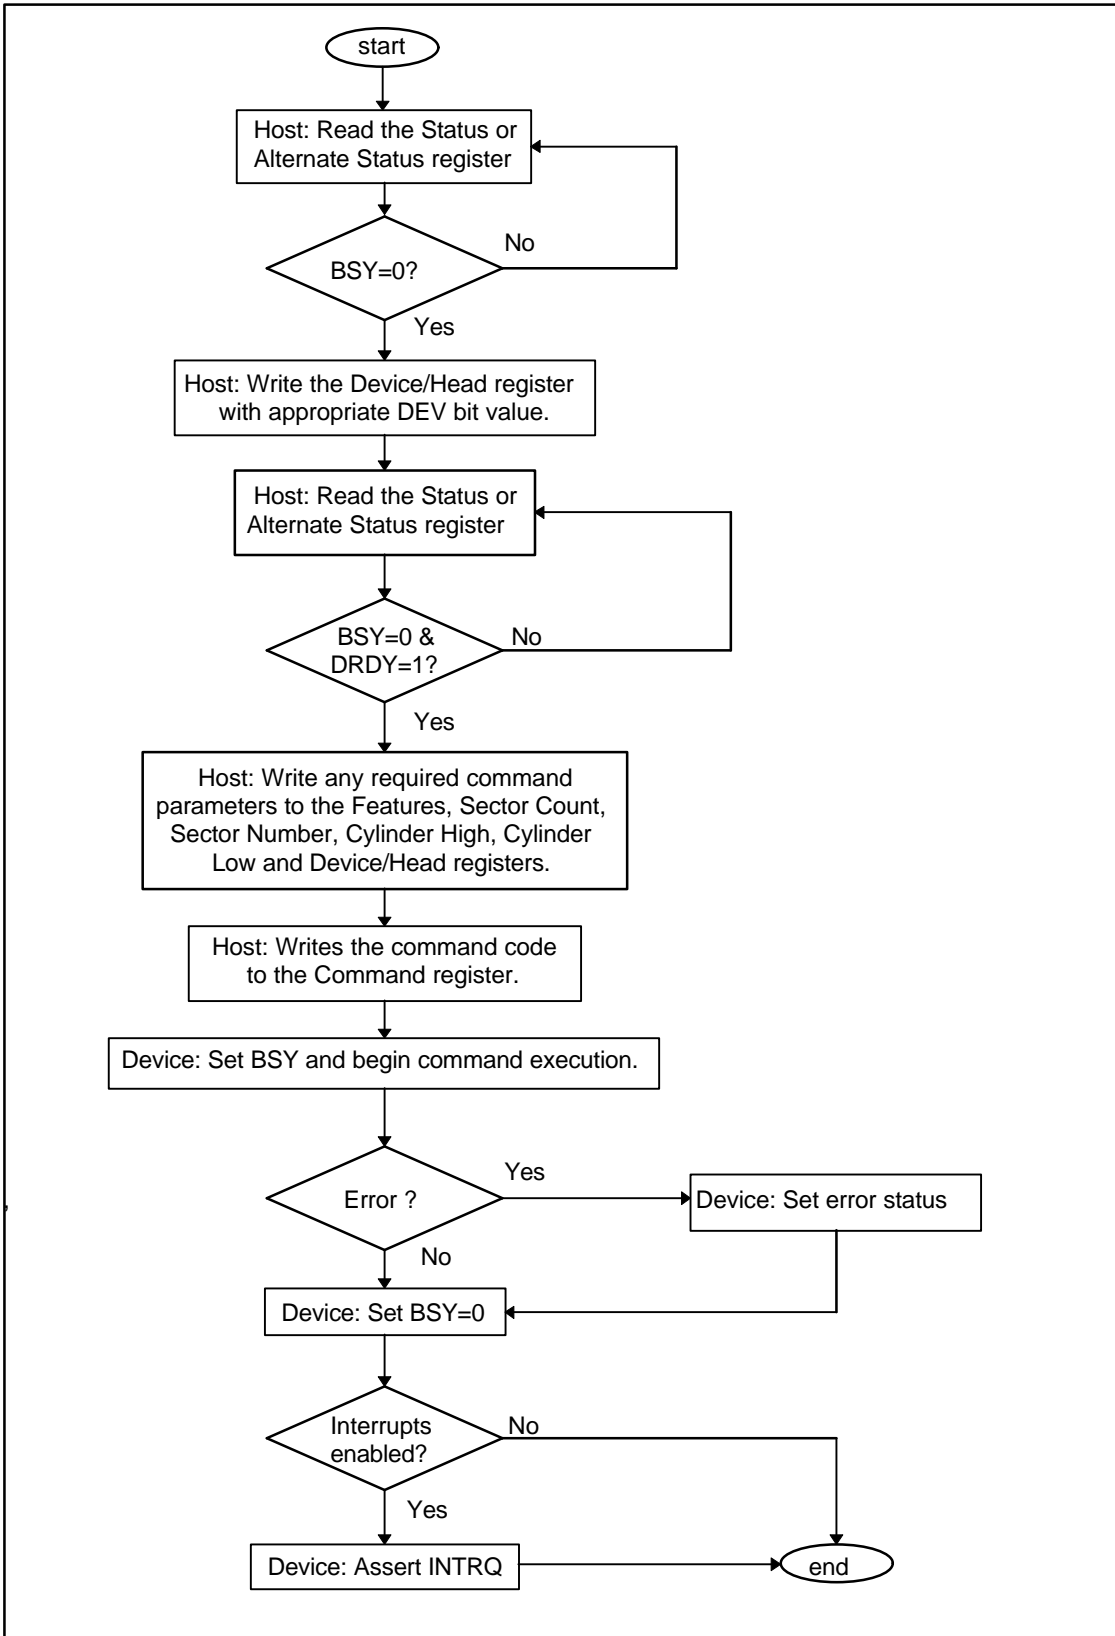 start
Host: Read the Status or
Alternate Status register
No
BSY=0?
Yes
Host: Write the Device/Head register
with appropriate DEV bit value.
Host: Read the Status or
Alternate Status register
BSY=0 &
DRDY=1?
No
Yes
Host: Write any required command
parameters to the Features, Sector Count,
Sector Number, Cylinder High, Cylinder
Low and Device/Head registers.
Host: Writes the command code
to the Command register.
Device: Set BSY and begin command execution.
Yes
Error ?
Device: Set error status
,
No
Device: Set BSY=0
Interrupts
enabled?
No
Yes
Device: Assert INTRQ
end